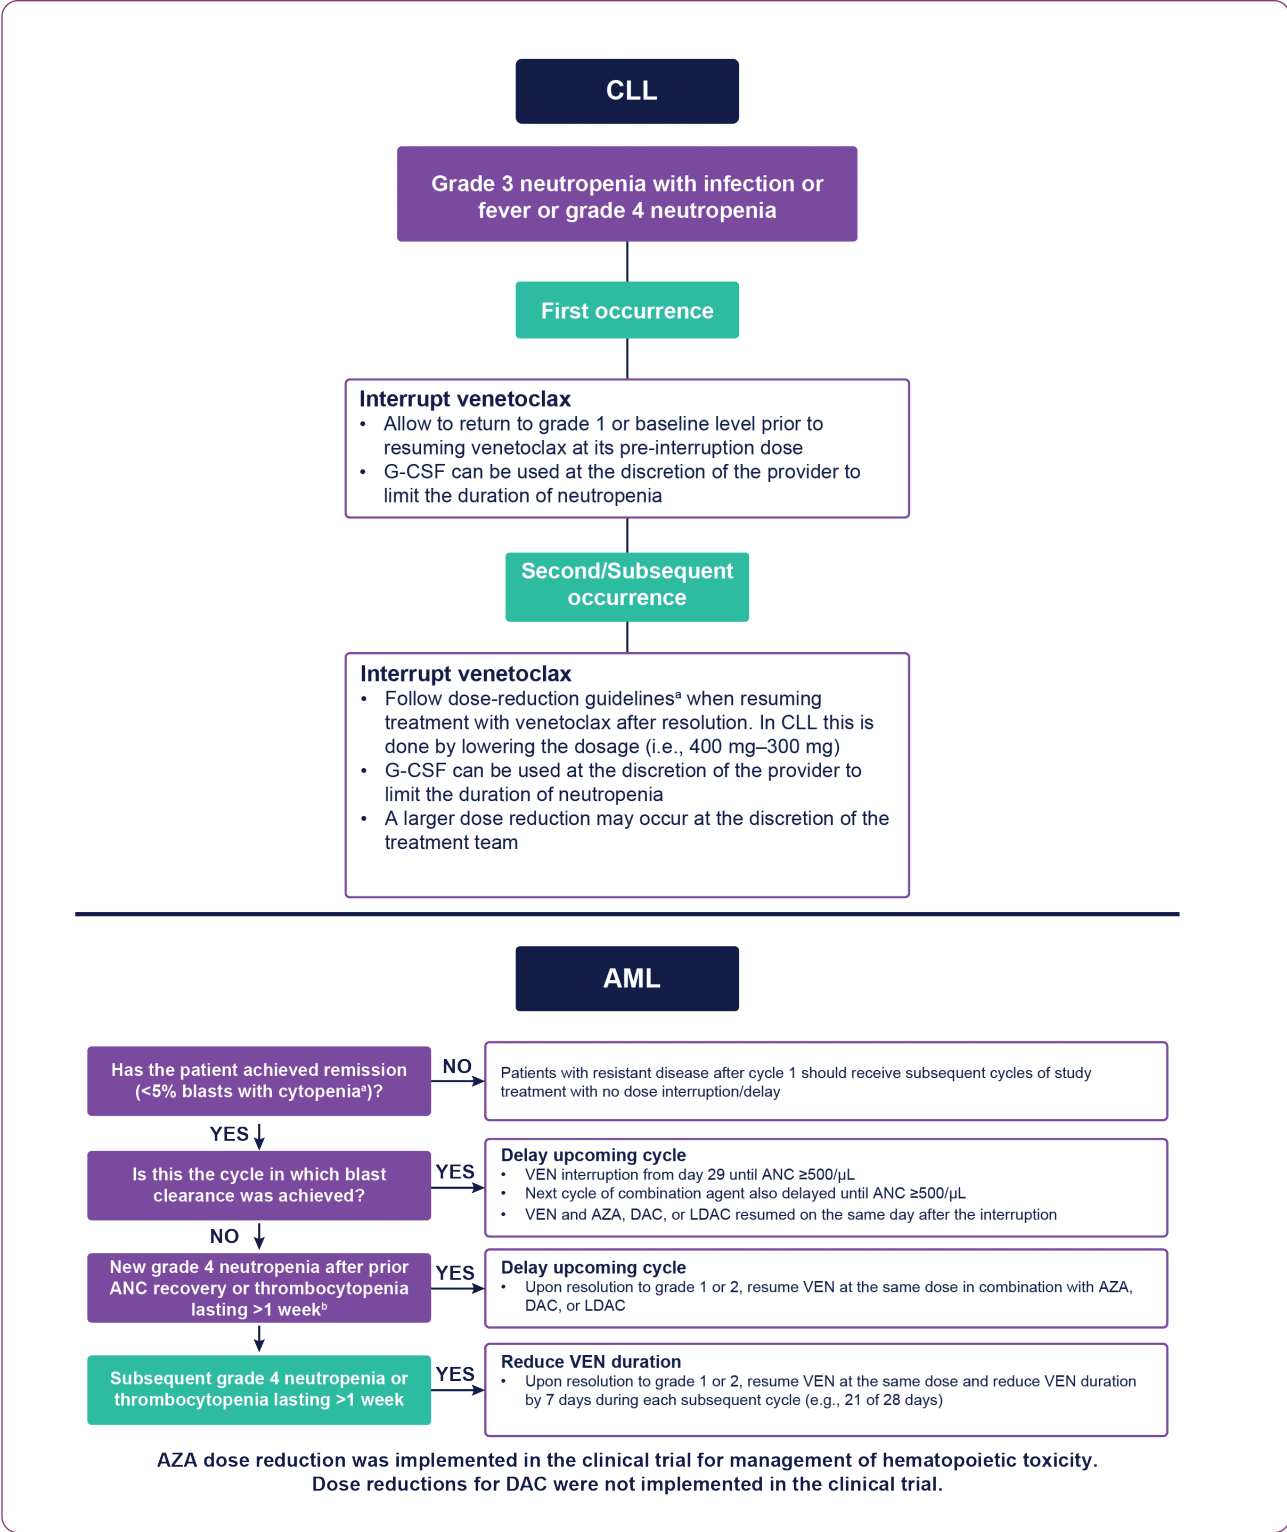 CLL
Grade 3 neutropenia with infection or
fever or grade 4 neutropenia
First occurrence
Interrupt venetoclax
• Allow to return to grade 1 or baseline level prior to
resuming venetoclax at its pre-interruption dose
• G-CSF can be used at the discretion of the provider to
limit the duration of neutropenia
Second/Subsequent
occurrence
Interrupt venetoclax
• Follow dose-reduction guidelinesᵃ when resuming
treatment with venetoclax after resolution. In CLL this is
done by lowering the dosage (i.e., 400 mg–300 mg)
• G-CSF can be used at the discretion of the provider to
limit the duration of neutropenia
• A larger dose reduction may occur at the discretion of the
treatment team
AML
Has the patient achieved remission
(<5% blasts with cytopeniaᵃ)?
NO
Patients with resistant disease after cycle 1 should receive subsequent cycles of study
treatment with no dose interruption/delay
YES
Is this the cycle in which blast
clearance was achieved?
YES
Delay upcoming cycle
• VEN interruption from day 29 until ANC ≥500/µL
• Next cycle of combination agent also delayed until ANC ≥500/µL
• VEN and AZA, DAC, or LDAC resumed on the same day after the interruption
NO
New grade 4 neutropenia after prior
ANC recovery or thrombocytopenia
lasting >1 weekᵇ
YES
Delay upcoming cycle
• Upon resolution to grade 1 or 2, resume VEN at the same dose in combination with AZA,
DAC, or LDAC
Subsequent grade 4 neutropenia or
thrombocytopenia lasting >1 week
YES
Reduce VEN duration
• Upon resolution to grade 1 or 2, resume VEN at the same dose and reduce VEN duration
by 7 days during each subsequent cycle (e.g., 21 of 28 days)
AZA dose reduction was implemented in the clinical trial for management of hematopoietic toxicity.
Dose reductions for DAC were not implemented in the clinical trial.